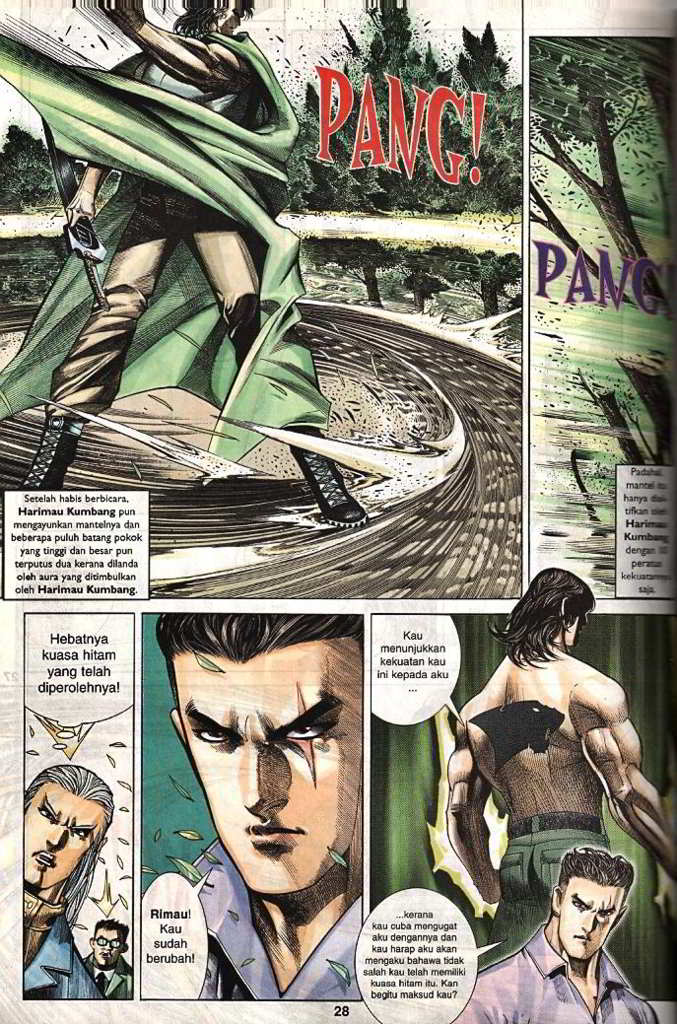 PANG!
PANG
Setelah habis berbicara,
Harimau Kumbang pun
mengayunkan mantelnya dan
beberapa puluh batang pokok
yang tinggi dan besar pun
terputus dua kerana dilanda
oleh aura yang ditimbulkan
oleh Harimau Kumbang.
Padahal,
mantel itu
hanya
tifkan oleh
Harimau
Kumbang
dengan
peratus
kekuatannya
saja.
Hebatnya
kuasa hitam
yang telah
diperolehnya!
Rimau!
Kau
sudah
berubah!
Kau
menunjukkan
kekuatan kau
ini kepada aku
...
...kerana
kau cuba mengugat
aku dengannya dan
kau harap aku akan
mengaku bahawa tidak
salah kau telah memiliki
kuasa hitam itu. Kan
begitu maksud kau?
28